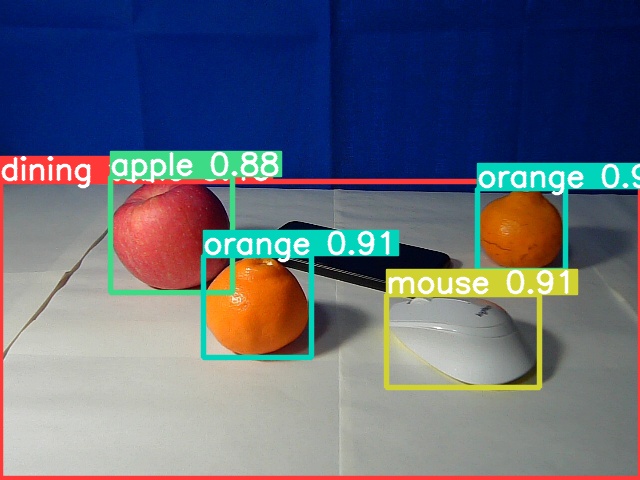 dining
apple 0.88
orange 0.9
orange 0.91
mouse 0.91